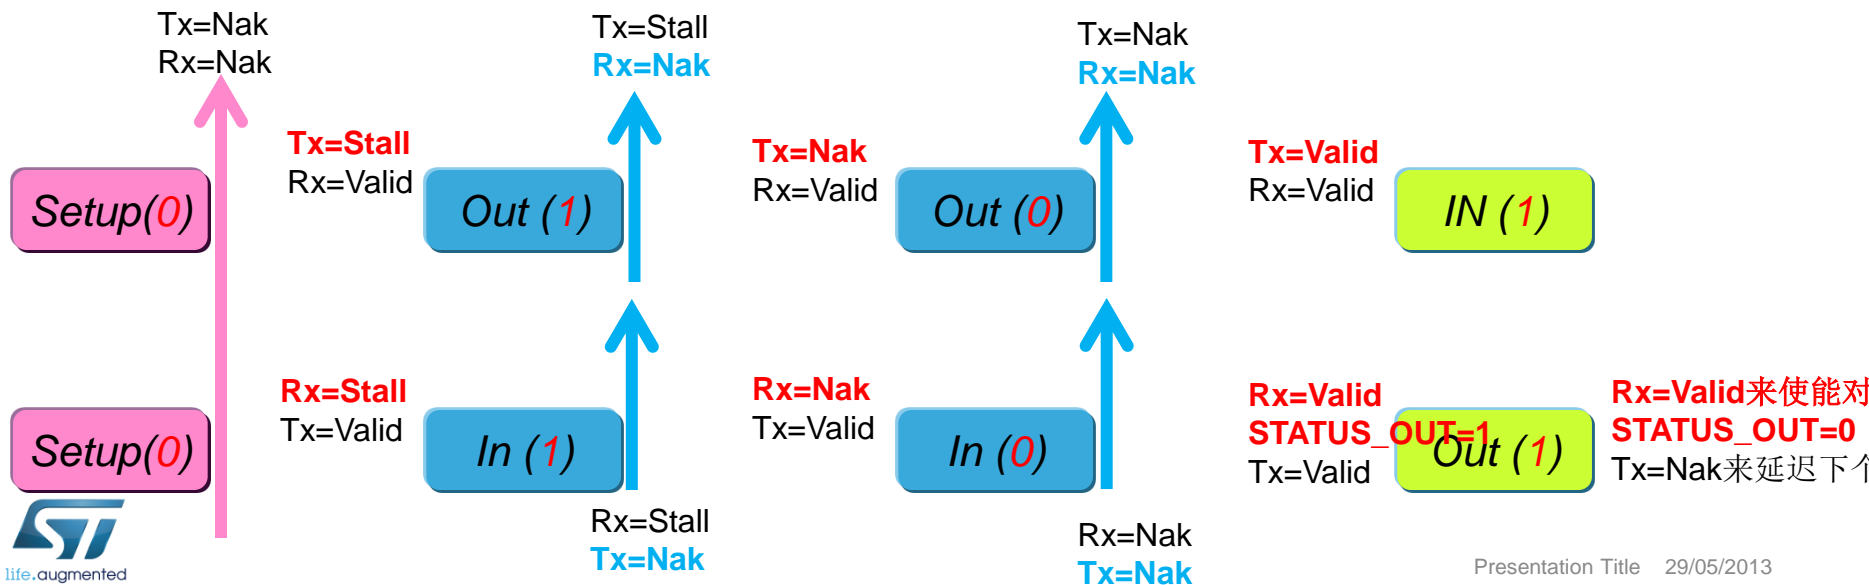 Tx=Nak
Rx=Nak
Tx=Stall
Rx=Nak
Tx=Nak
Rx=Nak
Setup(0)
Tx=Stall
Rx=Valid
Out (1)
Tx=Nak
Rx=Valid
Out (0)
Tx=Valid
Rx=Valid
IN (1)
Setup(0)
Rx=Stall
Tx=Valid
In (1)
Rx=Nak
Tx=Valid
In (0)
Rx=Valid
STATUS_OUT=1
Tx=Valid
Out (1)
Rx=Valid来使能对
STATUS_OUT=0
Tx=Nak来延迟下个
Rx=Stall
Tx=Nak
Rx=Nak
Tx=Nak
ST
life.augmented
Presentation Title 29/05/2013